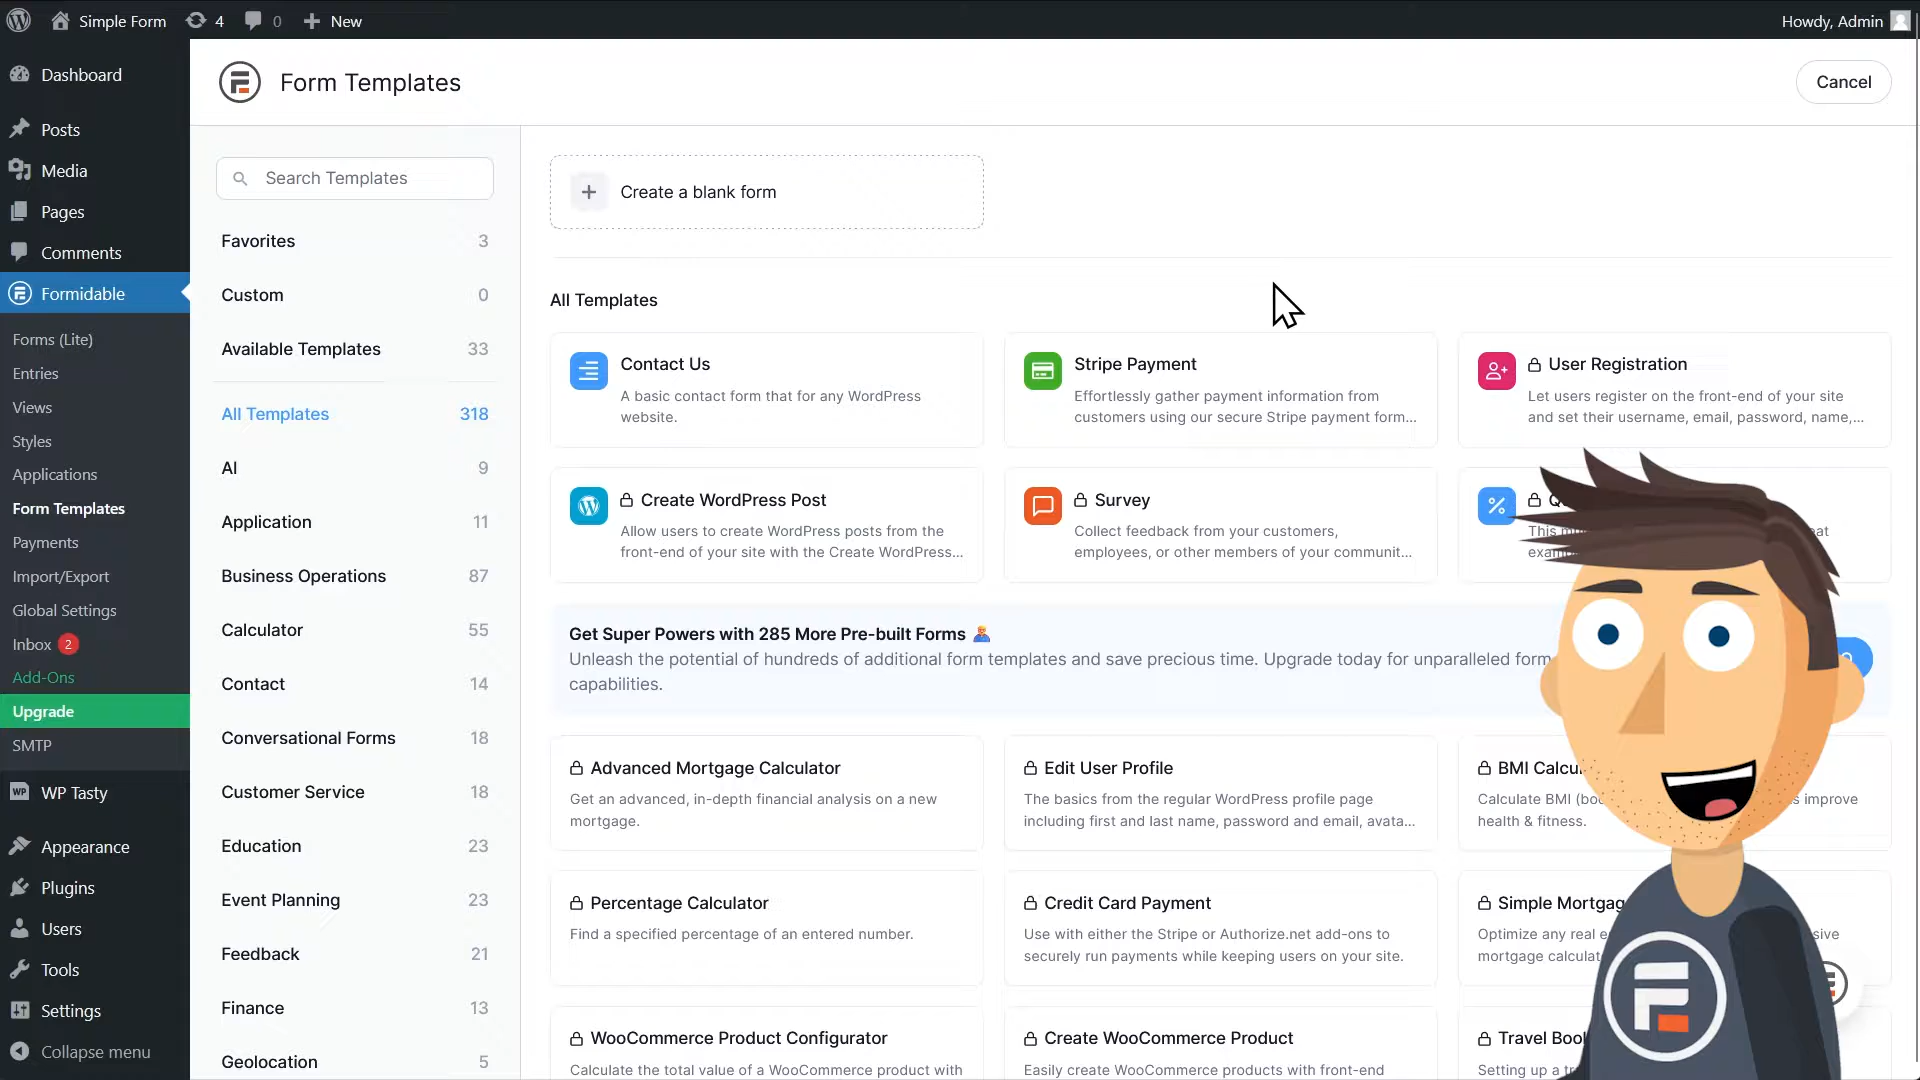 Simple Form
4
0
New
Howdy, Admin
Dashboard
Posts
Media
Pages
Comments
Formidable
Forms (Lite)
Entries
Views
Styles
Applications
Form Templates
Payments
Import/Export
Global Settings
Inbox 2
Add-Ons
Upgrade
SMTP
WP Tasty
Appearance
Plugins
Users
Tools
Settings
Collapse menu
Form Templates
Cancel
Search Templates
Favorites 3
Custom 0
Available Templates 33
All Templates 318
AI 9
Application 11
Business Operations 87
Calculator 55
Contact 14
Conversational Forms 18
Customer Service 18
Education 23
Event Planning 23
Feedback 21
Finance 13
Geolocation 5
Create a blank form
All Templates
Contact Us
A basic contact form that for any WordPress
website.
Stripe Payment
Effortlessly gather payment information from
customers using our secure Stripe payment form...
User Registration
Let users register on the front-end of your site
and set their username, email, password, name,...
Create WordPress Post
Allow users to create WordPress posts from the
front-end of your site with the Create WordPress...
Survey
Collect feedback from your customers,
employees, or other members of your communit...
This
Get Super Powers with 285 More Pre-built Forms
Unleash the potential of hundreds of additional form templates and save precious time. Upgrade today for unparalleled form
capabilities.
Advanced Mortgage Calculator
Get an advanced, in-depth financial analysis on a new
mortgage.
Edit User Profile
The basics from the regular WordPress profile page
including first and last name, password and email, avata...
BMI
Calculate BMI improve
health & fitness.
Percentage Calculator
Find a specified percentage of an entered number.
Credit Card Payment
Use with either the Stripe or Authorize.net add-ons to
securely run payments while keeping users on your site.
Simple
Optimize any real
mortgage
WooCommerce Product Configurator
Calculate the total value of a WooCommerce product with
Create WooCommerce Product
Easily create WooCommerce products with front-end
Travel
Setting up a